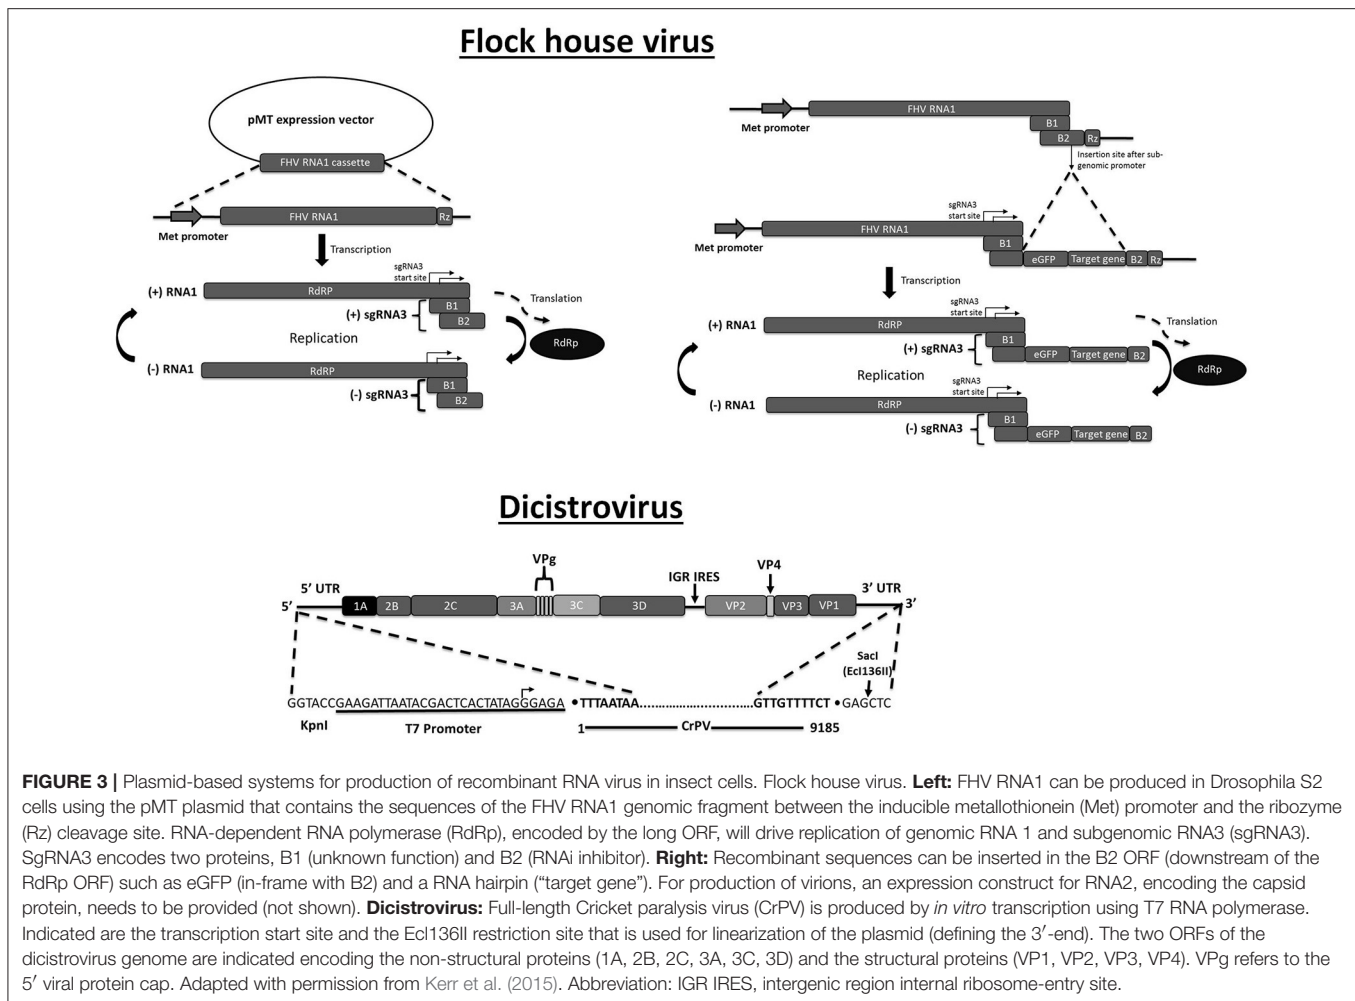 Flock house virus
pMT expression vector
FHV RNA1 cassette
FHV RNA1
Rz
Met promoter
Transcription
sgRNA3
start site
(+) RNA1
RdRP
B1
(+) sgRNA3
B2
Translation
RdRp
Replication
(-) RNA1
RdRP
B1
(-) sgRNA3
B2
FHV RNA1
Met promoter
B1
B2
Rz
Insertion site after sub-
genomic promoter
sgRNA3
start site
FHV RNA1
Met promoter
B1
eGFP
Target gene
B2
Rz
Transcription
sgRNA3
start site
(+) RNA1
RdRP
Translation
B1
(+) sgRNA3
eGFP
Target gene
B2
RdRp
Replication
sgRNA3
start site
(-) RNA1
RdRP
B1
(-) sgRNA3
eGFP
Target gene
B2
Dicistrovirus
VPg
IGR IRES
VP4
5′ UTR
3′ UTR
5′
1A
2B
2C
3A
3C
3D
VP2
VP3
VP1
3′
SacI
(Ecl136II)
GGTACCGAAGATTAATACGACTCACTATAGGGAGA
•TTTAATAA...........................GTTGTTTTCT
•GAGCTC
KpnI
T7 Promoter
1
CrPV
9185
FIGURE 3 | Plasmid-based systems for production of recombinant RNA virus in insect cells. Flock house virus. Left: FHV RNA1 can be produced in Drosophila S2
cells using the pMT plasmid that contains the sequences of the FHV RNA1 genomic fragment between the inducible metallothionein (Met) promoter and the ribozyme
(Rz) cleavage site. RNA-dependent RNA polymerase (RdRp), encoded by the long ORF, will drive replication of genomic RNA 1 and subgenomic RNA3 (sgRNA3).
SgRNA3 encodes two proteins, B1 (unknown function) and B2 (RNAi inhibitor). Right: Recombinant sequences can be inserted in the B2 ORF (downstream of the
RdRp ORF) such as eGFP (in-frame with B2) and a RNA hairpin (“target gene”). For production of virions, an expression construct for RNA2, encoding the capsid
protein, needs to be provided (not shown). Dicistrovirus: Full-length Cricket paralysis virus (CrPV) is produced by in vitro transcription using T7 RNA polymerase.
Indicated are the transcription start site and the Ecl136II restriction site that is used for linearization of the plasmid (defining the 3′-end). The two ORFs of the
dicistrovirus genome are indicated encoding the non-structural proteins (1A, 2B, 2C, 3A, 3C, 3D) and the structural proteins (VP1, VP2, VP3, VP4). VPg refers to the
5′ viral protein cap. Adapted with permission from Kerr et al. (2015). Abbreviation: IGR IRES, intergenic region internal ribosome-entry site.